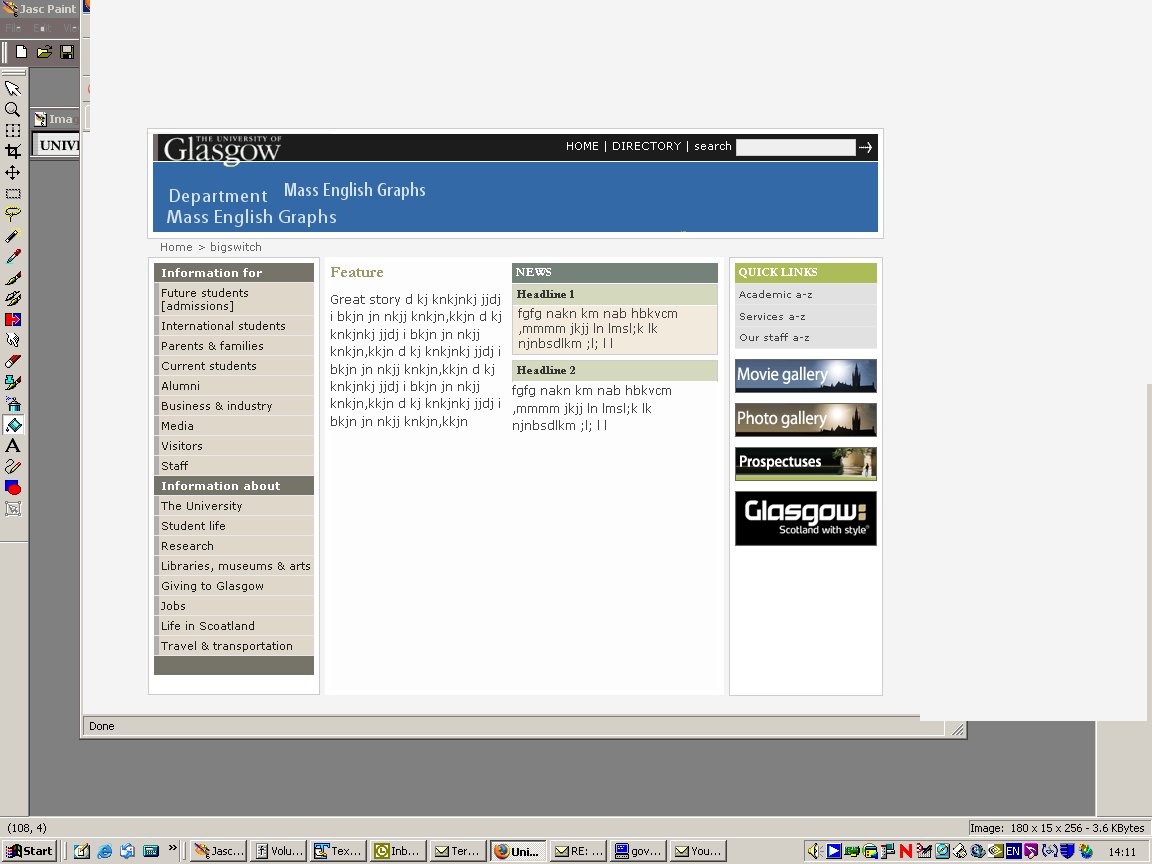 Jasc Paint
File Edit Vie
Ima
UNIVI
THE UNIVERSITY OF
Glasgow
HOME | DIRECTORY | search
Department Mass English Graphs
Mass English Graphs
Home > bigswitch
Information for
Future students
[admissions]
International students
Parents & families
Current students
Alumni
Business & industry
Media
Visitors
Staff
Information about
The University
Student life
Research
Libraries, museums & arts
Giving to Glasgow
Jobs
Life in Scoatland
Travel & transportation
Feature
Great story d kj knkjnkj jjdj
i bkjn jn nkjj knkjn,kkjn d kj
knkjnkj jjdj i bkjn jn nkjj
knkjn,kkjn d kj knkjnkj jjdj i
bkjn jn nkjj knkjn,kkjn d kj
knkjnkj jjdj i bkjn jn nkjj
knkjn,kkjn d kj knkjnkj jjdj i
bkjn jn nkjj knkjn,kkjn
NEWS
Headline 1
fgfg nakn km nab hbkvcm
,mmmm jkjj ln lmsl;k lk
njnbsdlkm ;l; l l
Headline 2
fgfg nakn km nab hbkvcm
,mmmm jkjj ln lmsl;k lk
njnbsdlkm ;l; l l
QUICK LINKS
Academic a-z
Services a-z
Our staff a-z
Movie gallery
Photo gallery
Prospectuses
Glasgow:
Scotland with style®
Done
(108, 4)
Image: 180 x 15 x 256 - 3.6 KBytes
Start
Jasc...
Volu...
Tex...
Inb...
Ter...
Uni...
RE: ...
gov...
You...
EN
14:11